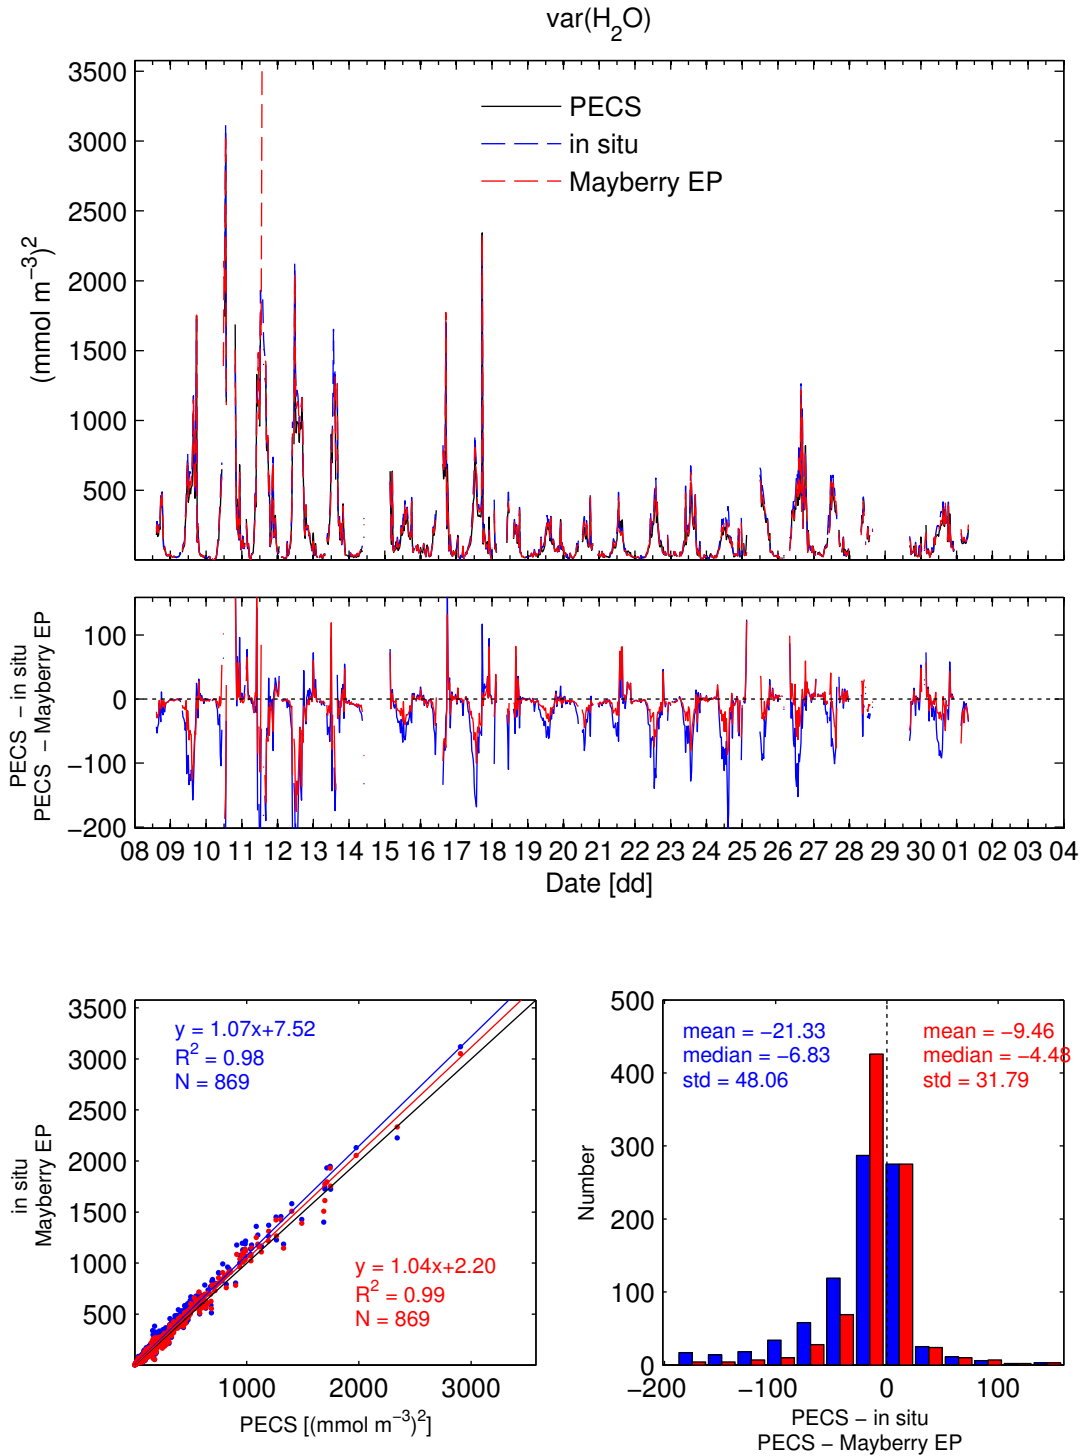 var(H₂O)
3500
3000
2500
2000
1500
1000
500
(mmol m⁻³)²
PECS
in situ
Mayberry EP
100
0
−100
−200
PECS − in situ
PECS − Mayberry EP
08 09 10 11 12 13 14 15 16 17 18 19 20 21 22 23 24 25 26 27 28 29 30 01 02 03 04
Date [dd]
3500
3000
2500
2000
1500
1000
500
in situ
Mayberry EP
y = 1.07x+7.52
R² = 0.98
N = 869
y = 1.04x+2.20
R² = 0.99
N = 869
1000 2000 3000
PECS [(mmol m⁻³)²]
500
400
300
200
100
0
Number
mean = −21.33
median = −6.83
std = 48.06
mean = −9.46
median = −4.48
std = 31.79
−200 −100 0 100
PECS − in situ
PECS − Mayberry EP